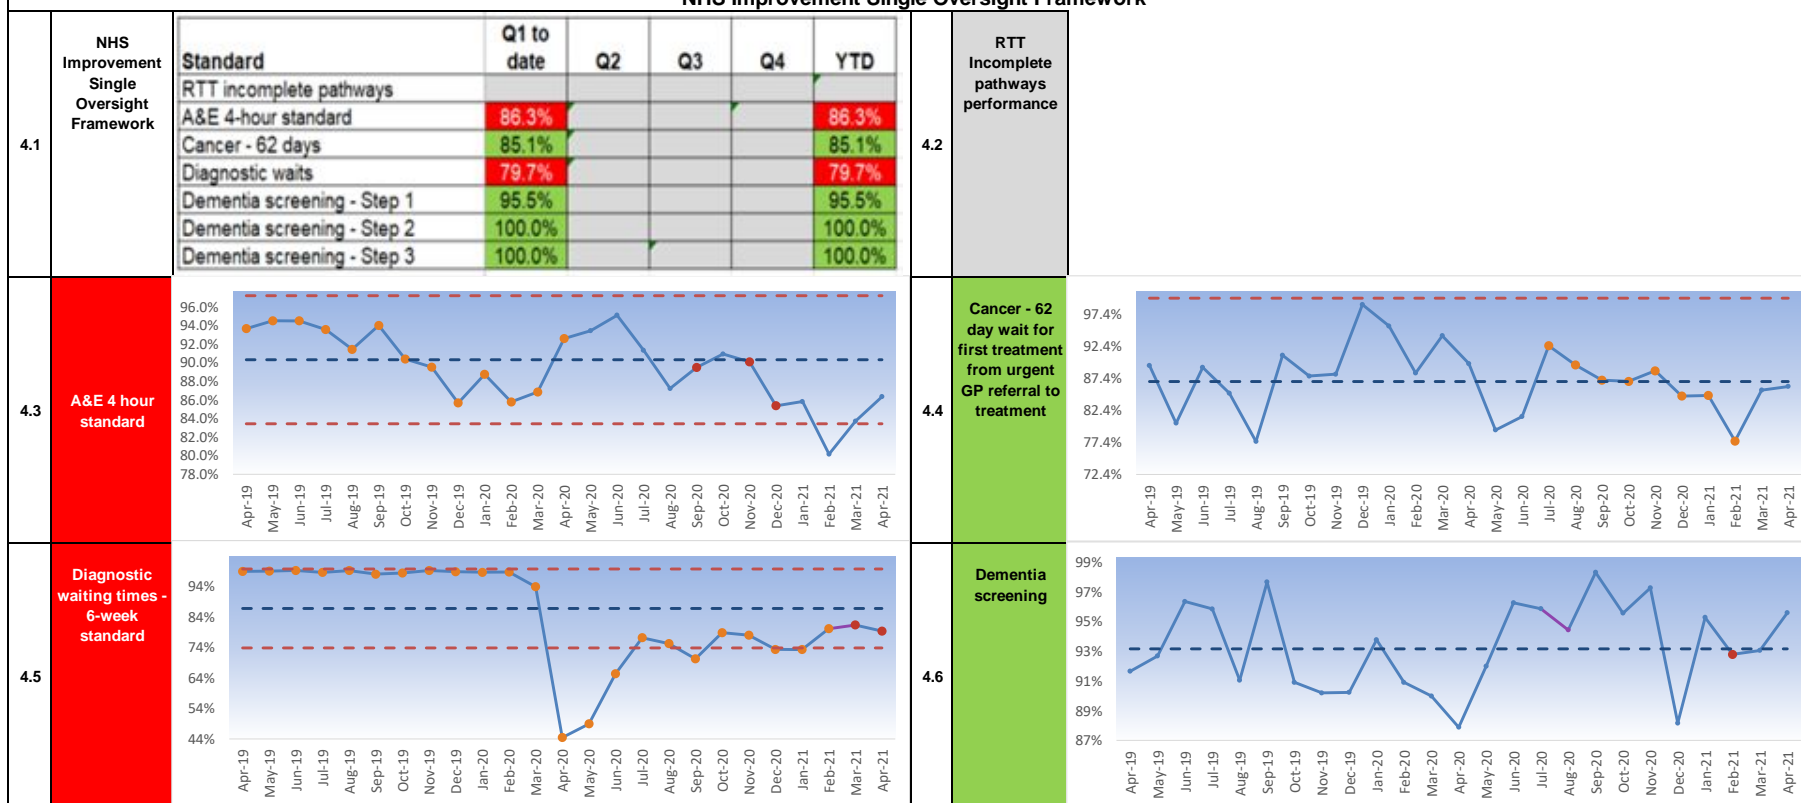 NHS Improvement Single Oversight Framework
4.1
NHS
Improvement
Single
Oversight
Framework
Standard Q1 to date Q2 Q3 Q4 YTD
RTT incomplete pathways
A&E 4-hour standard 86.3% 86.3%
Cancer - 62 days 85.1% 85.1%
Diagnostic waits 79.7% 79.7%
Dementia screening - Step 1 95.5% 95.5%
Dementia screening - Step 2 100.0% 100.0%
Dementia screening - Step 3 100.0% 100.0%
4.2
RTT
Incomplete
pathways
performance
4.3
A&E 4 hour
standard
96.0%
94.0%
92.0%
90.0%
88.0%
86.0%
84.0%
82.0%
80.0%
78.0%
Apr-19 May-19 Jun-19 Jul-19 Aug-19 Sep-19 Oct-19 Nov-19 Dec-19 Jan-20 Feb-20 Mar-20 Apr-20 May-20 Jun-20 Jul-20 Aug-20 Sep-20 Oct-20 Nov-20 Dec-20 Jan-21 Feb-21 Mar-21 Apr-21
4.4
Cancer - 62
day wait for
first treatment
from urgent
GP referral to
treatment
97.4%
92.4%
87.4%
82.4%
77.4%
72.4%
Apr-19 May-19 Jun-19 Jul-19 Aug-19 Sep-19 Oct-19 Nov-19 Dec-19 Jan-20 Feb-20 Mar-20 Apr-20 May-20 Jun-20 Jul-20 Aug-20 Sep-20 Oct-20 Nov-20 Dec-20 Jan-21 Feb-21 Mar-21 Apr-21
4.5
Diagnostic
waiting times -
6-week
standard
94%
84%
74%
64%
54%
44%
Apr-19 May-19 Jun-19 Jul-19 Aug-19 Sep-19 Oct-19 Nov-19 Dec-19 Jan-20 Feb-20 Mar-20 Apr-20 May-20 Jun-20 Jul-20 Aug-20 Sep-20 Oct-20 Nov-20 Dec-20 Jan-21 Feb-21 Mar-21 Apr-21
4.6
Dementia
screening
99%
97%
95%
93%
91%
89%
87%
Apr-19 May-19 Jun-19 Jul-19 Aug-19 Sep-19 Oct-19 Nov-19 Dec-19 Jan-20 Feb-20 Mar-20 Apr-20 May-20 Jun-20 Jul-20 Aug-20 Sep-20 Oct-20 Nov-20 Dec-20 Jan-21 Feb-21 Mar-21 Apr-21